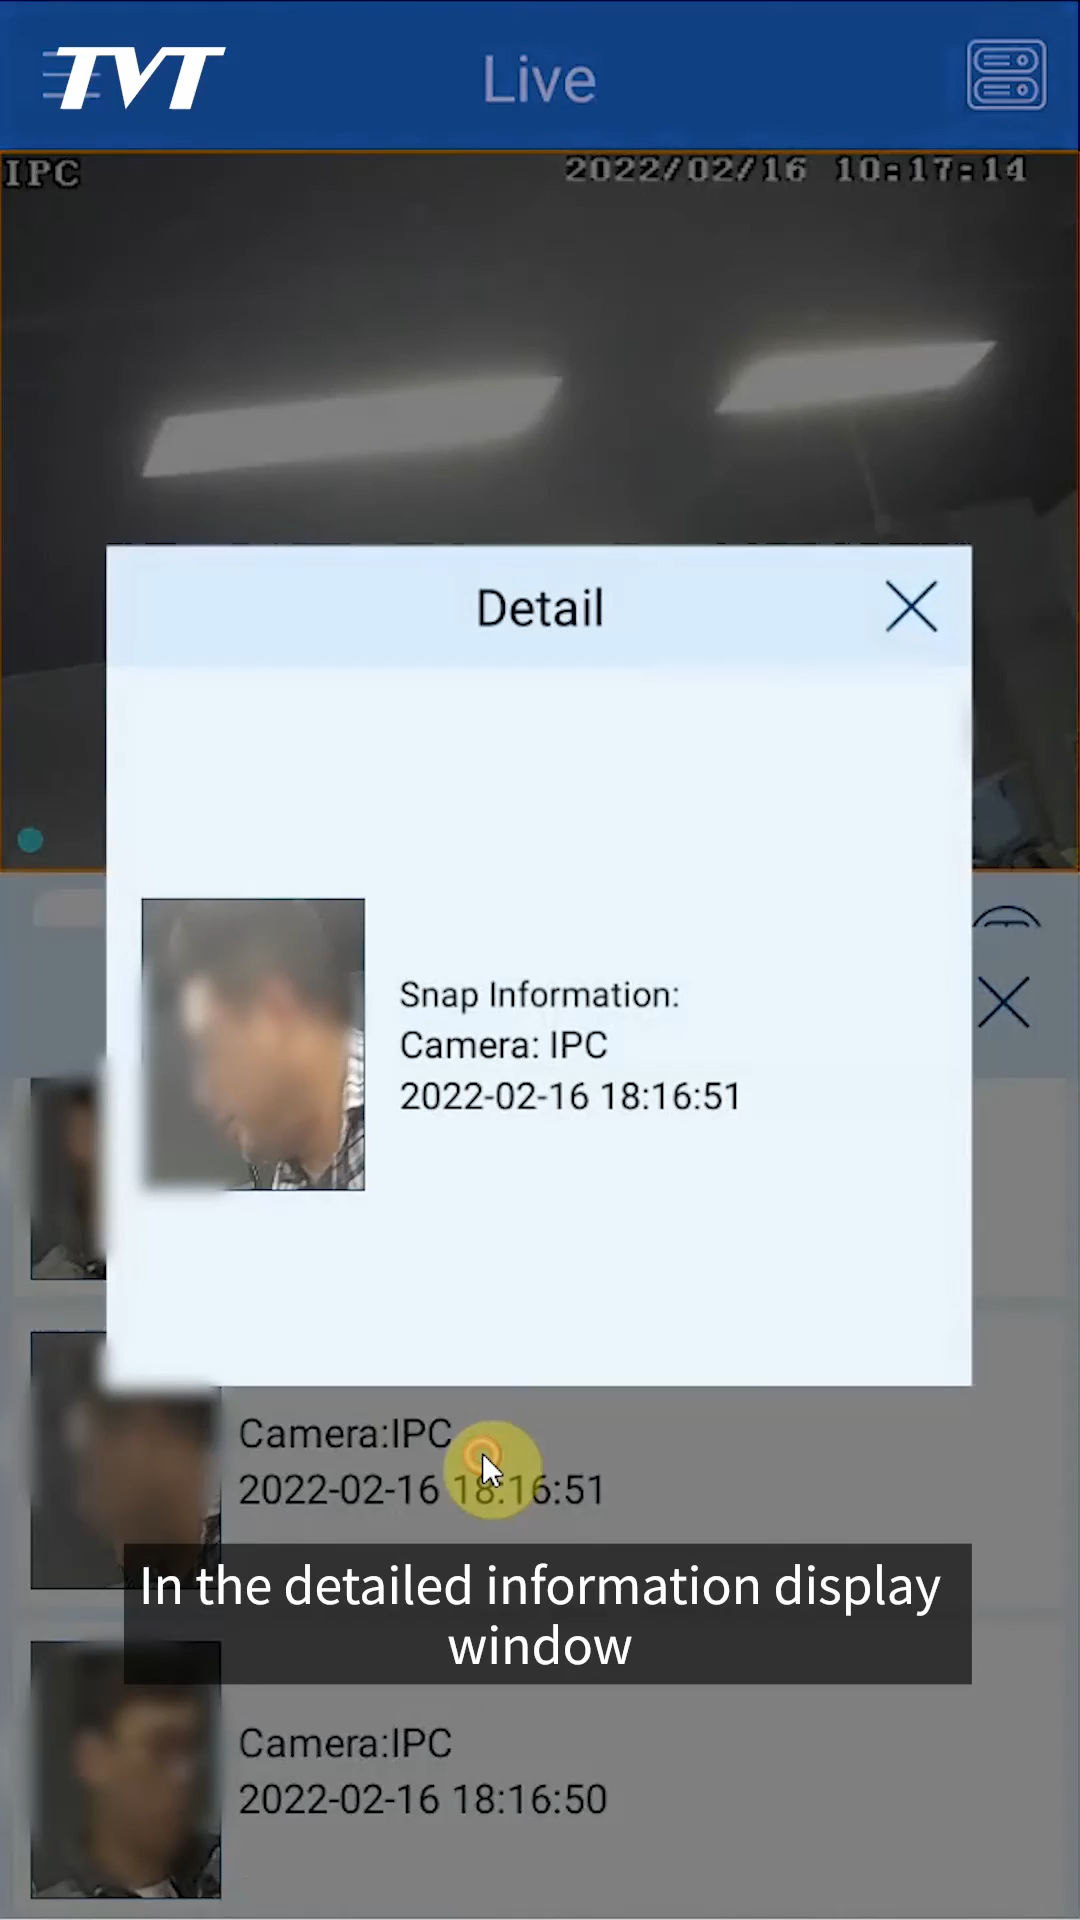 TVT
Live
IPC
2022/02/16 10:17:14
Detail
Snap Information:
Camera: IPC
2022-02-16 18:16:51
Camera:IPC
2022-02-16 18:16:51
In the detailed information display
window
Camera:IPC
2022-02-16 18:16:50